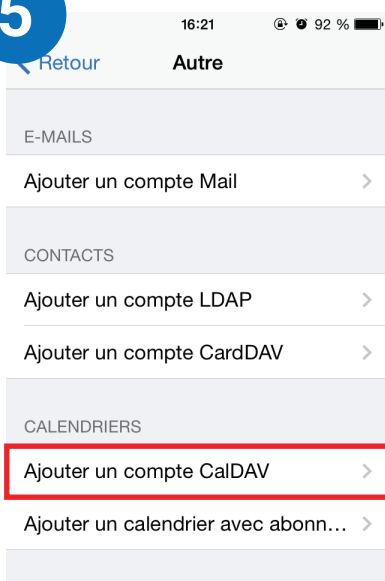 5
16:21
92 %
Retour
Autre
E-MAILS
Ajouter un compte Mail
CONTACTS
Ajouter un compte LDAP
Ajouter un compte CardDAV
CALENDRIERS
Ajouter un compte CalDAV
Ajouter un calendrier avec abonn…